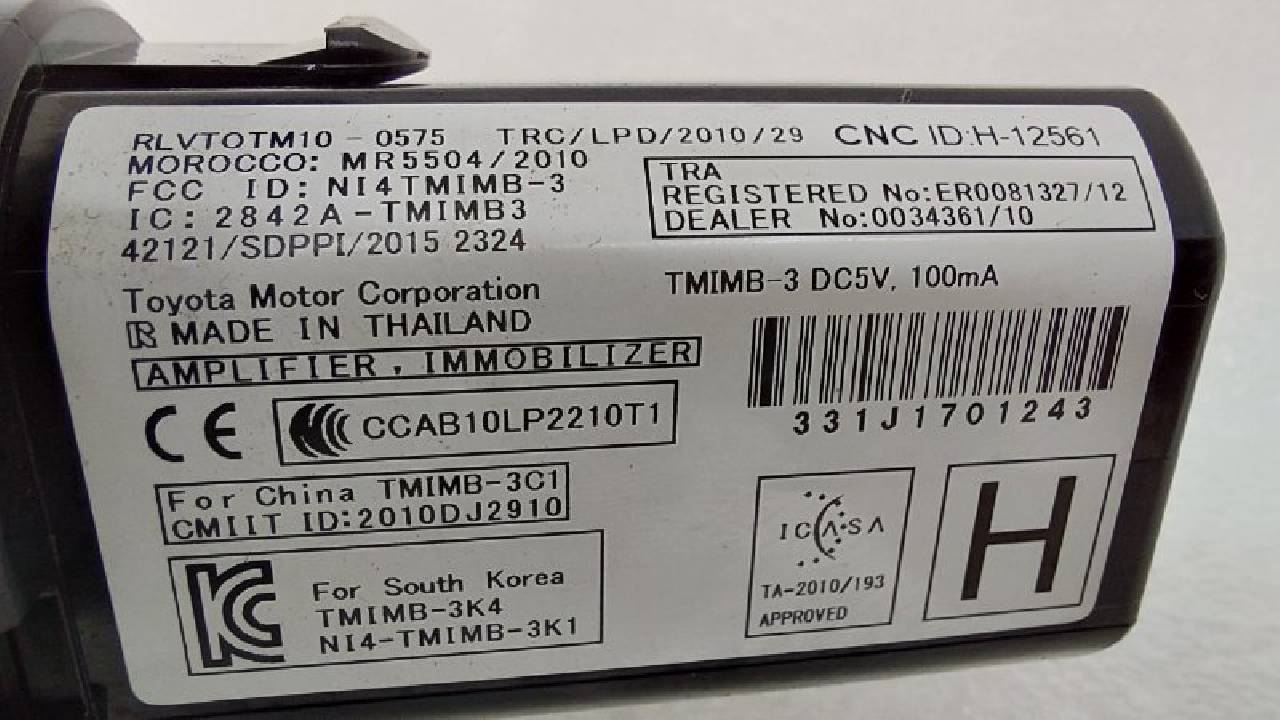 RLVTOTM10-0575 TRC/LPD/2010/29 CNC ID:H-12561
MOROCCO: MR5504/2010
FCC ID: NI4TMIMB-3
IC: 2842A-TMIMB3
42121/SDPPI/2015 2324
TRA
REGISTERED No:ER0081327/12
DEALER No:0034361/10
Toyota Motor Corporation
TMIMB-3 DC5V, 100mA
R MADE IN THAILAND
AMPLIFIER, IMMOBILIZER
331J1701243
CE
CCAB10LP2210T1
For China TMIMB-3C1
CMIIT ID:2010DJ2910
KC
For South Korea
TMIMB-3K4
NI4-TMIMB-3K1
ICASA
TA-2010/193
APPROVED
H